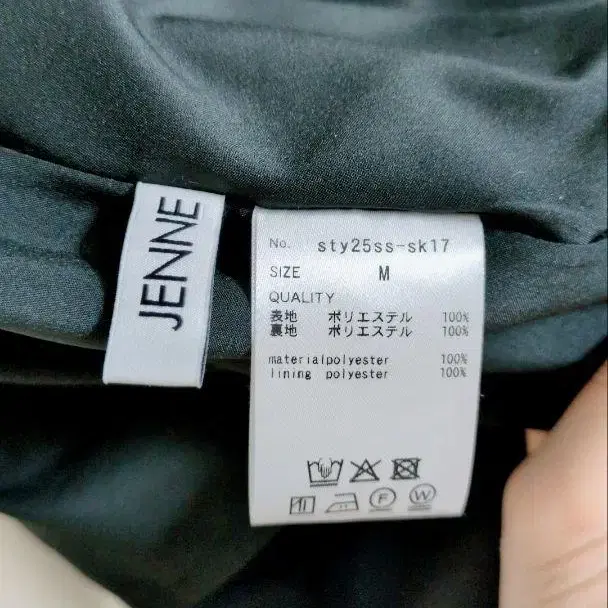 JENNE
No. sty25ss-sk17
SIZE M
QUALITY
表地 ポリエステル 100%
裏地 ポリエステル 100%
materialpolyester 100%
lining polyester 100%
F W